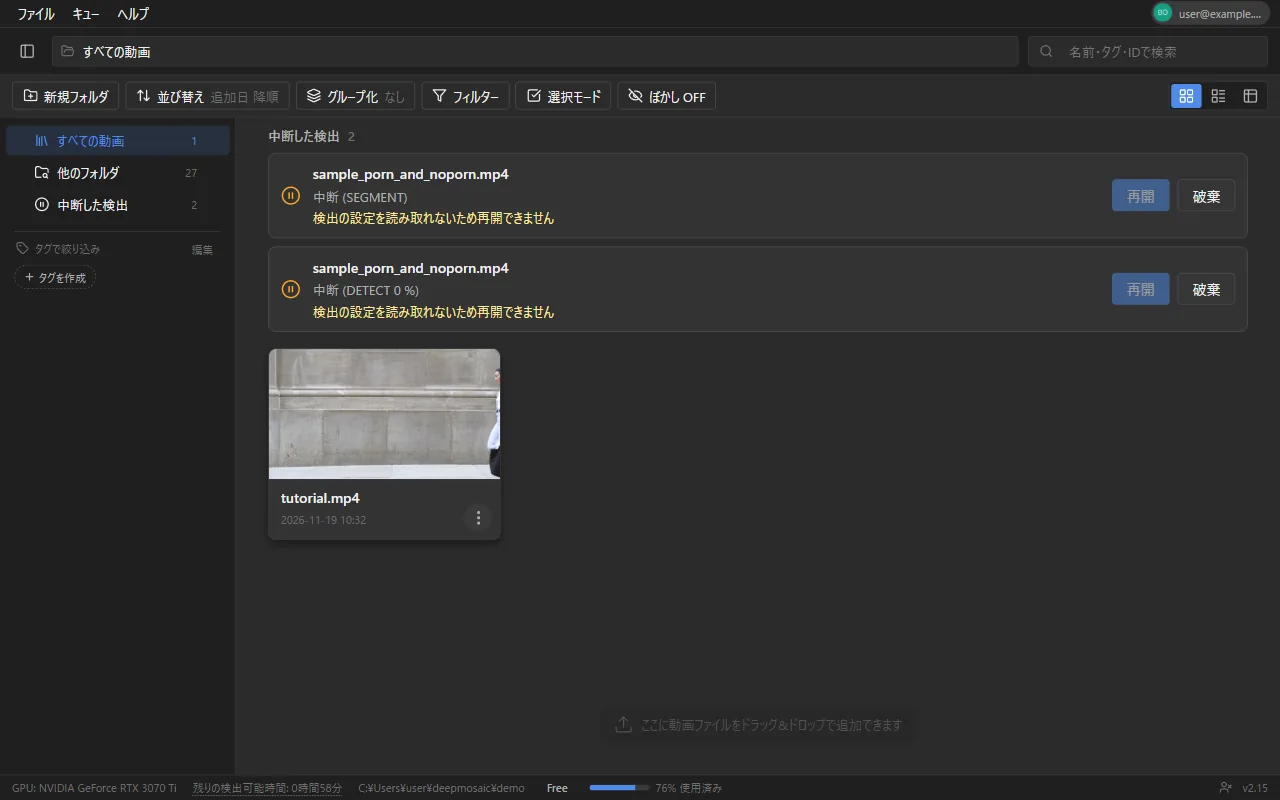 ファイル キュー ヘルプ
BO user@example....
すべての動画
名前・タグ・IDで検索
新規フォルダ 並び替え 追加日 降順 グループ化 なし フィルター 選択モード ぼかし OFF
すべての動画 1
他のフォルダ 27
中断した検出 2
タグで絞り込み 編集
+ タグを作成
中断した検出 2
sample_porn_and_noporn.mp4
中断 (SEGMENT)
検出の設定を読み取れないため再開できません
再開 破棄
sample_porn_and_noporn.mp4
中断 (DETECT 0 %)
検出の設定を読み取れないため再開できません
再開 破棄
tutorial.mp4
2026-11-19 10:32
ここに動画ファイルをドラッグ&ドロップで追加できます
GPU: NVIDIA GeForce RTX 3070 Ti 残りの検出可能時間: 0時間58分 C:¥Users¥user¥deepmosaic¥demo Free 76% 使用済み v2.15